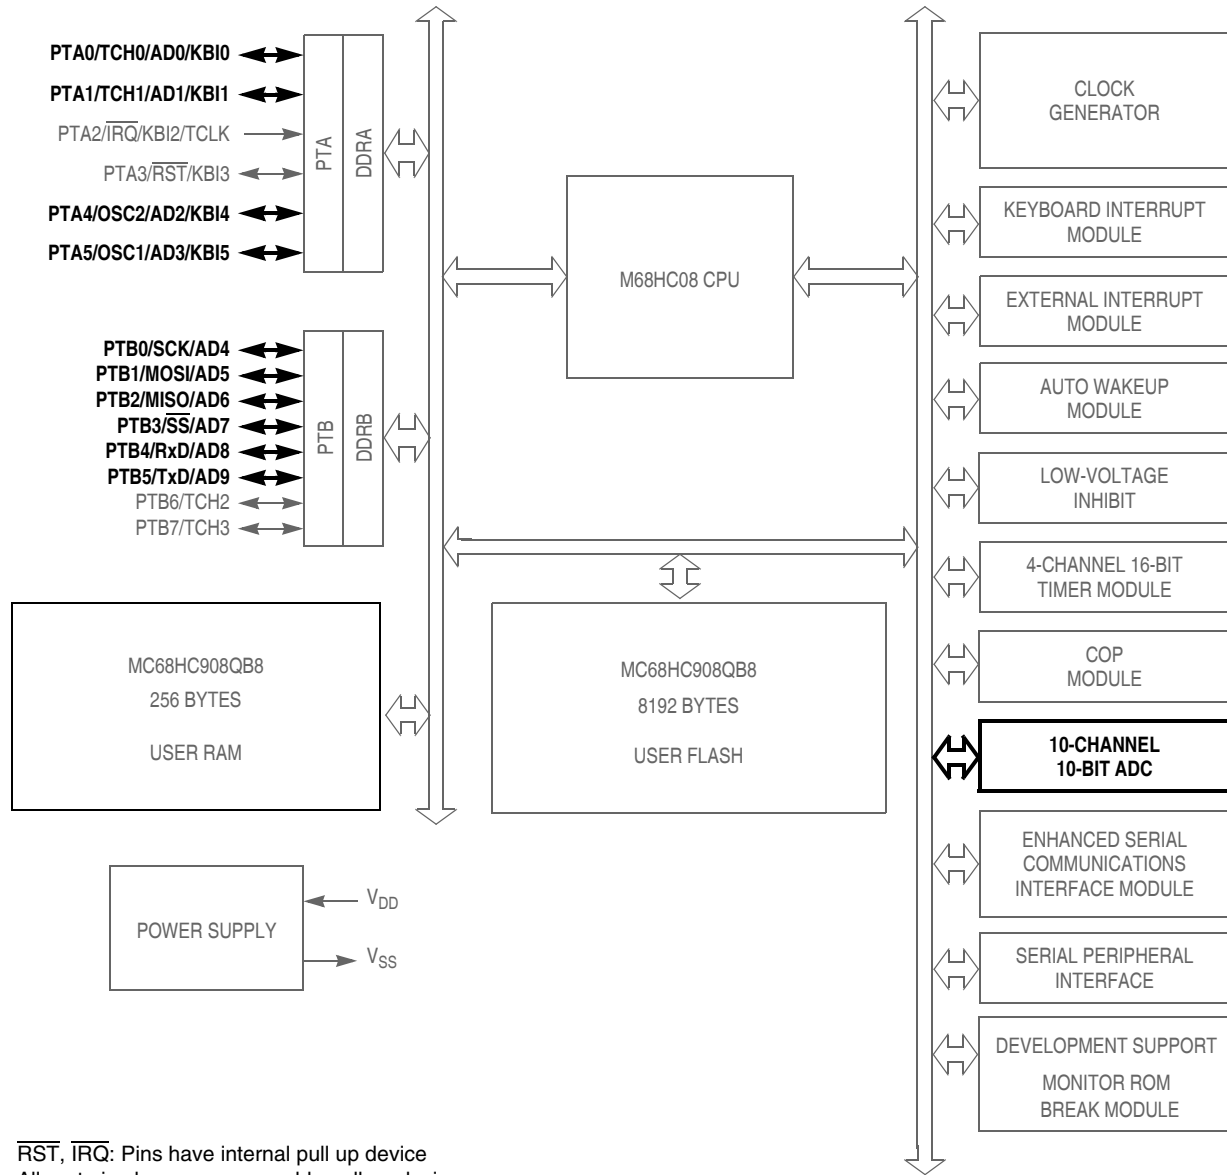 PTA0/TCH0/AD0/KBI0
PTA1/TCH1/AD1/KBI1
PTA2/IRQ/KBI2/TCLK
PTA3/RST/KBI3
PTA4/OSC2/AD2/KBI4
PTA5/OSC1/AD3/KBI5
PTA
DDRA
PTB0/SCK/AD4
PTB1/MOSI/AD5
PTB2/MISO/AD6
PTB3/SS/AD7
PTB4/RxD/AD8
PTB5/TxD/AD9
PTB6/TCH2
PTB7/TCH3
PTB
DDRB
M68HC08 CPU
MC68HC908QB8
256 BYTES
USER RAM
MC68HC908QB8
8192 BYTES
USER FLASH
POWER SUPPLY
VDD
VSS
CLOCK
GENERATOR
KEYBOARD INTERRUPT
MODULE
EXTERNAL INTERRUPT
MODULE
AUTO WAKEUP
MODULE
LOW-VOLTAGE
INHIBIT
4-CHANNEL 16-BIT
TIMER MODULE
COP
MODULE
10-CHANNEL
10-BIT ADC
ENHANCED SERIAL
COMMUNICATIONS
INTERFACE MODULE
SERIAL PERIPHERAL
INTERFACE
DEVELOPMENT SUPPORT
MONITOR ROM
BREAK MODULE
RST, IRQ: Pins have internal pull up device